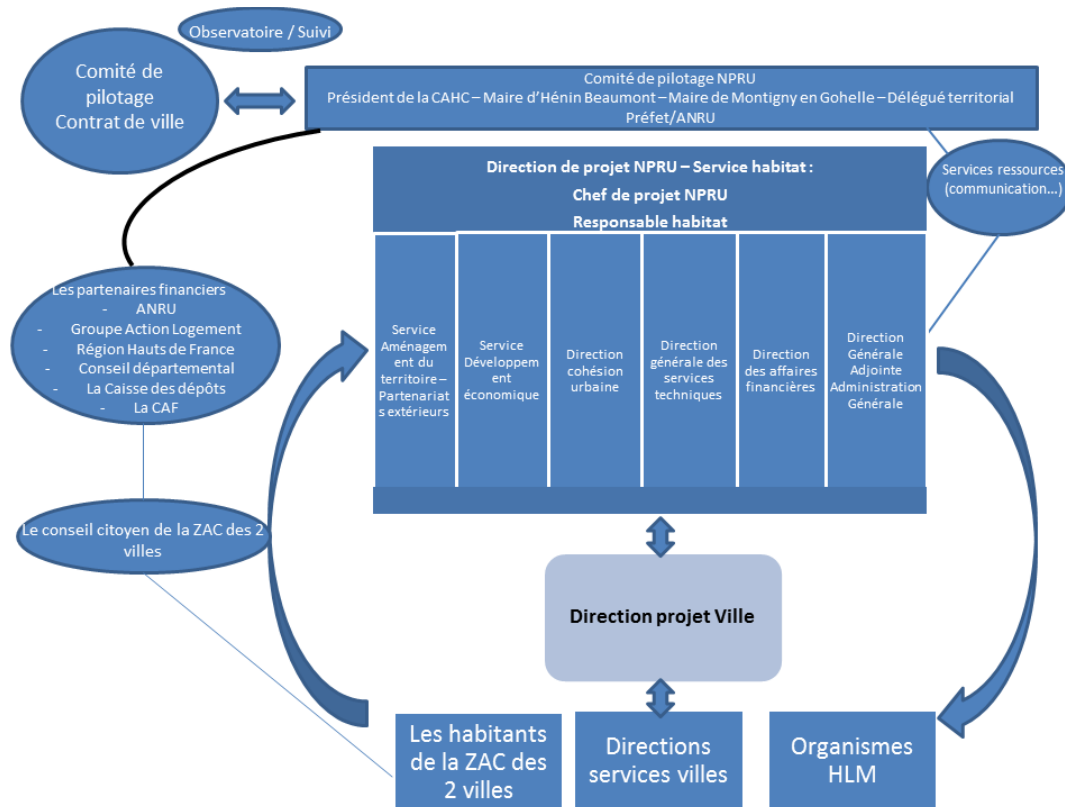 Observatoire / Suivi
Comité de
pilotage
Contrat de ville
Comité de pilotage NPRU
Président de la CAHC – Maire d'Hénin Beaumont – Maire de Montigny en Gohelle – Délégué territorial
Préfet/ANRU
Direction de projet NPRU – Service habitat :
Chef de projet NPRU
Responsable habitat
Services ressources
(communication...)
Les partenaires financiers
- ANRU
- Groupe Action Logement
- Région Hauts de France
- Conseil départemental
- La Caisse des dépôts
- La CAF
Service
Aménagem
ent du
territoire –
Partenariat
s extérieurs
Service
Développem
ent
économique
Direction
cohésion
urbaine
Direction
générale des
services
techniques
Direction
des affaires
financières
Direction
Générale
Adjointe
Administration
Générale
Le conseil citoyen de la ZAC des 2
villes
Direction projet Ville
Les habitants
de la ZAC des
2 villes
Directions
services villes
Organismes
HLM